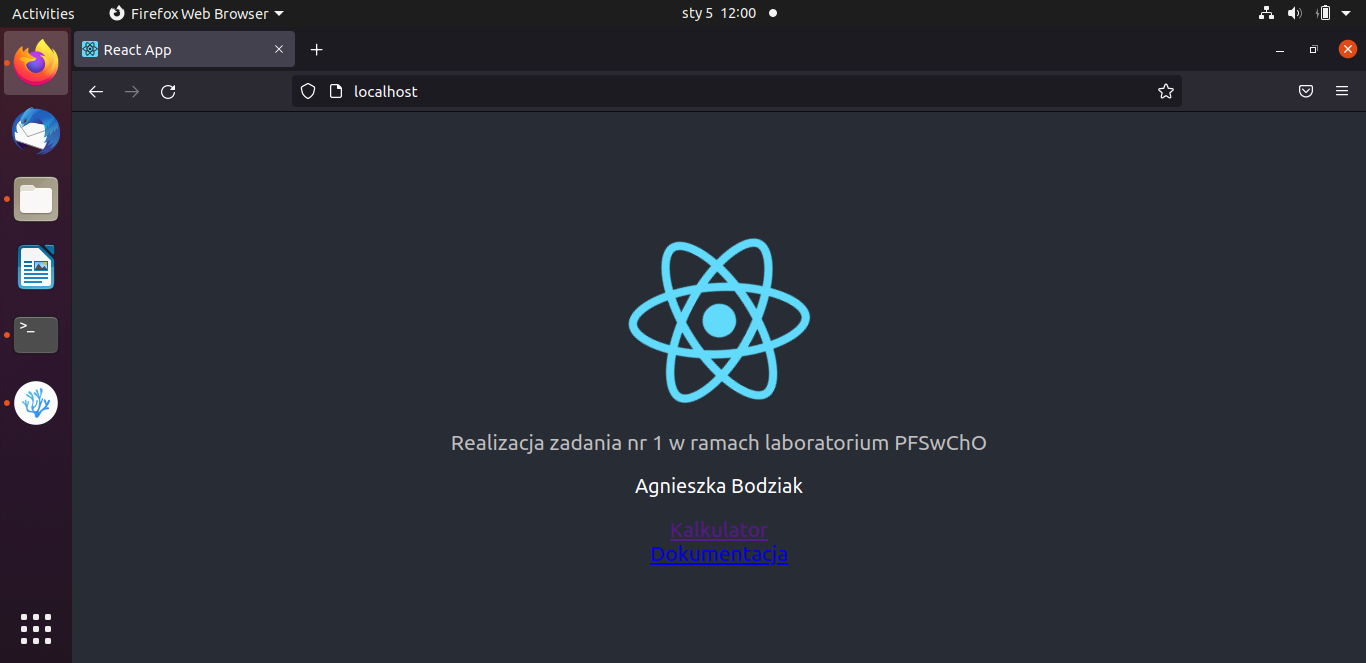 Activities
Firefox Web Browser
sty 5 12:00
React App
localhost
>_
Realizacja zadania nr 1 w ramach laboratorium PFSwChO
Agnieszka Bodziak
Kalkulator
Dokumentacja